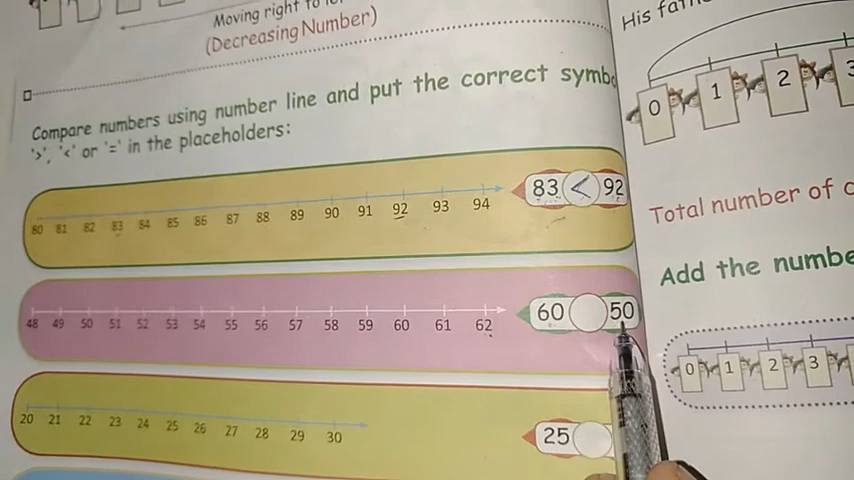 Moving right to
(Decreasing Number)
Compare numbers using number line and put the correct
'>', '<' or '=' in the placeholders:
80 81 82 83 84 85 86 87 88 89 90 91 92 93 94
83 < 92
48 49 50 51 52 53 54 55 56 57 58 59 60 61 62
60 50
20 21 22 23 24 25 26 27 28 29 30
25
His
0 1 2 3
Total number of
Add the
0 1 2 3